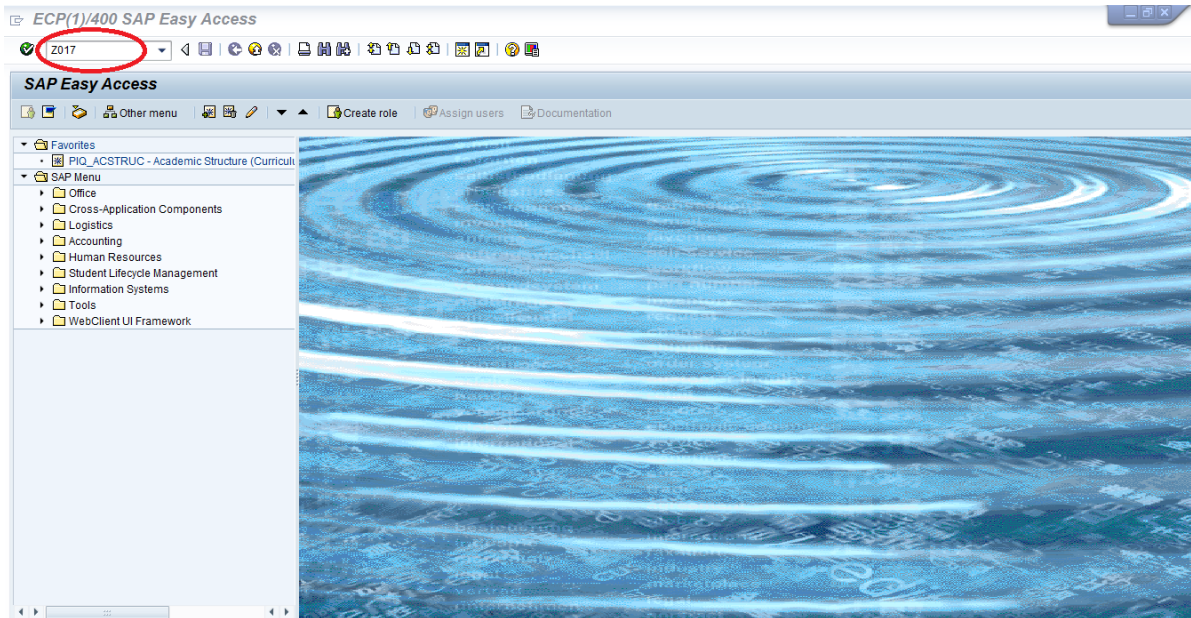 ECP(1)/400 SAP Easy Access
Z017
SAP Easy Access
Other menu Create role Assign users Documentation
Favorites
PIQ_ACSTRUC - Academic Structure (Curricul
SAP Menu
Office
Cross-Application Components
Logistics
Accounting
Human Resources
Student Lifecycle Management
Information Systems
Tools
WebClient UI Framework